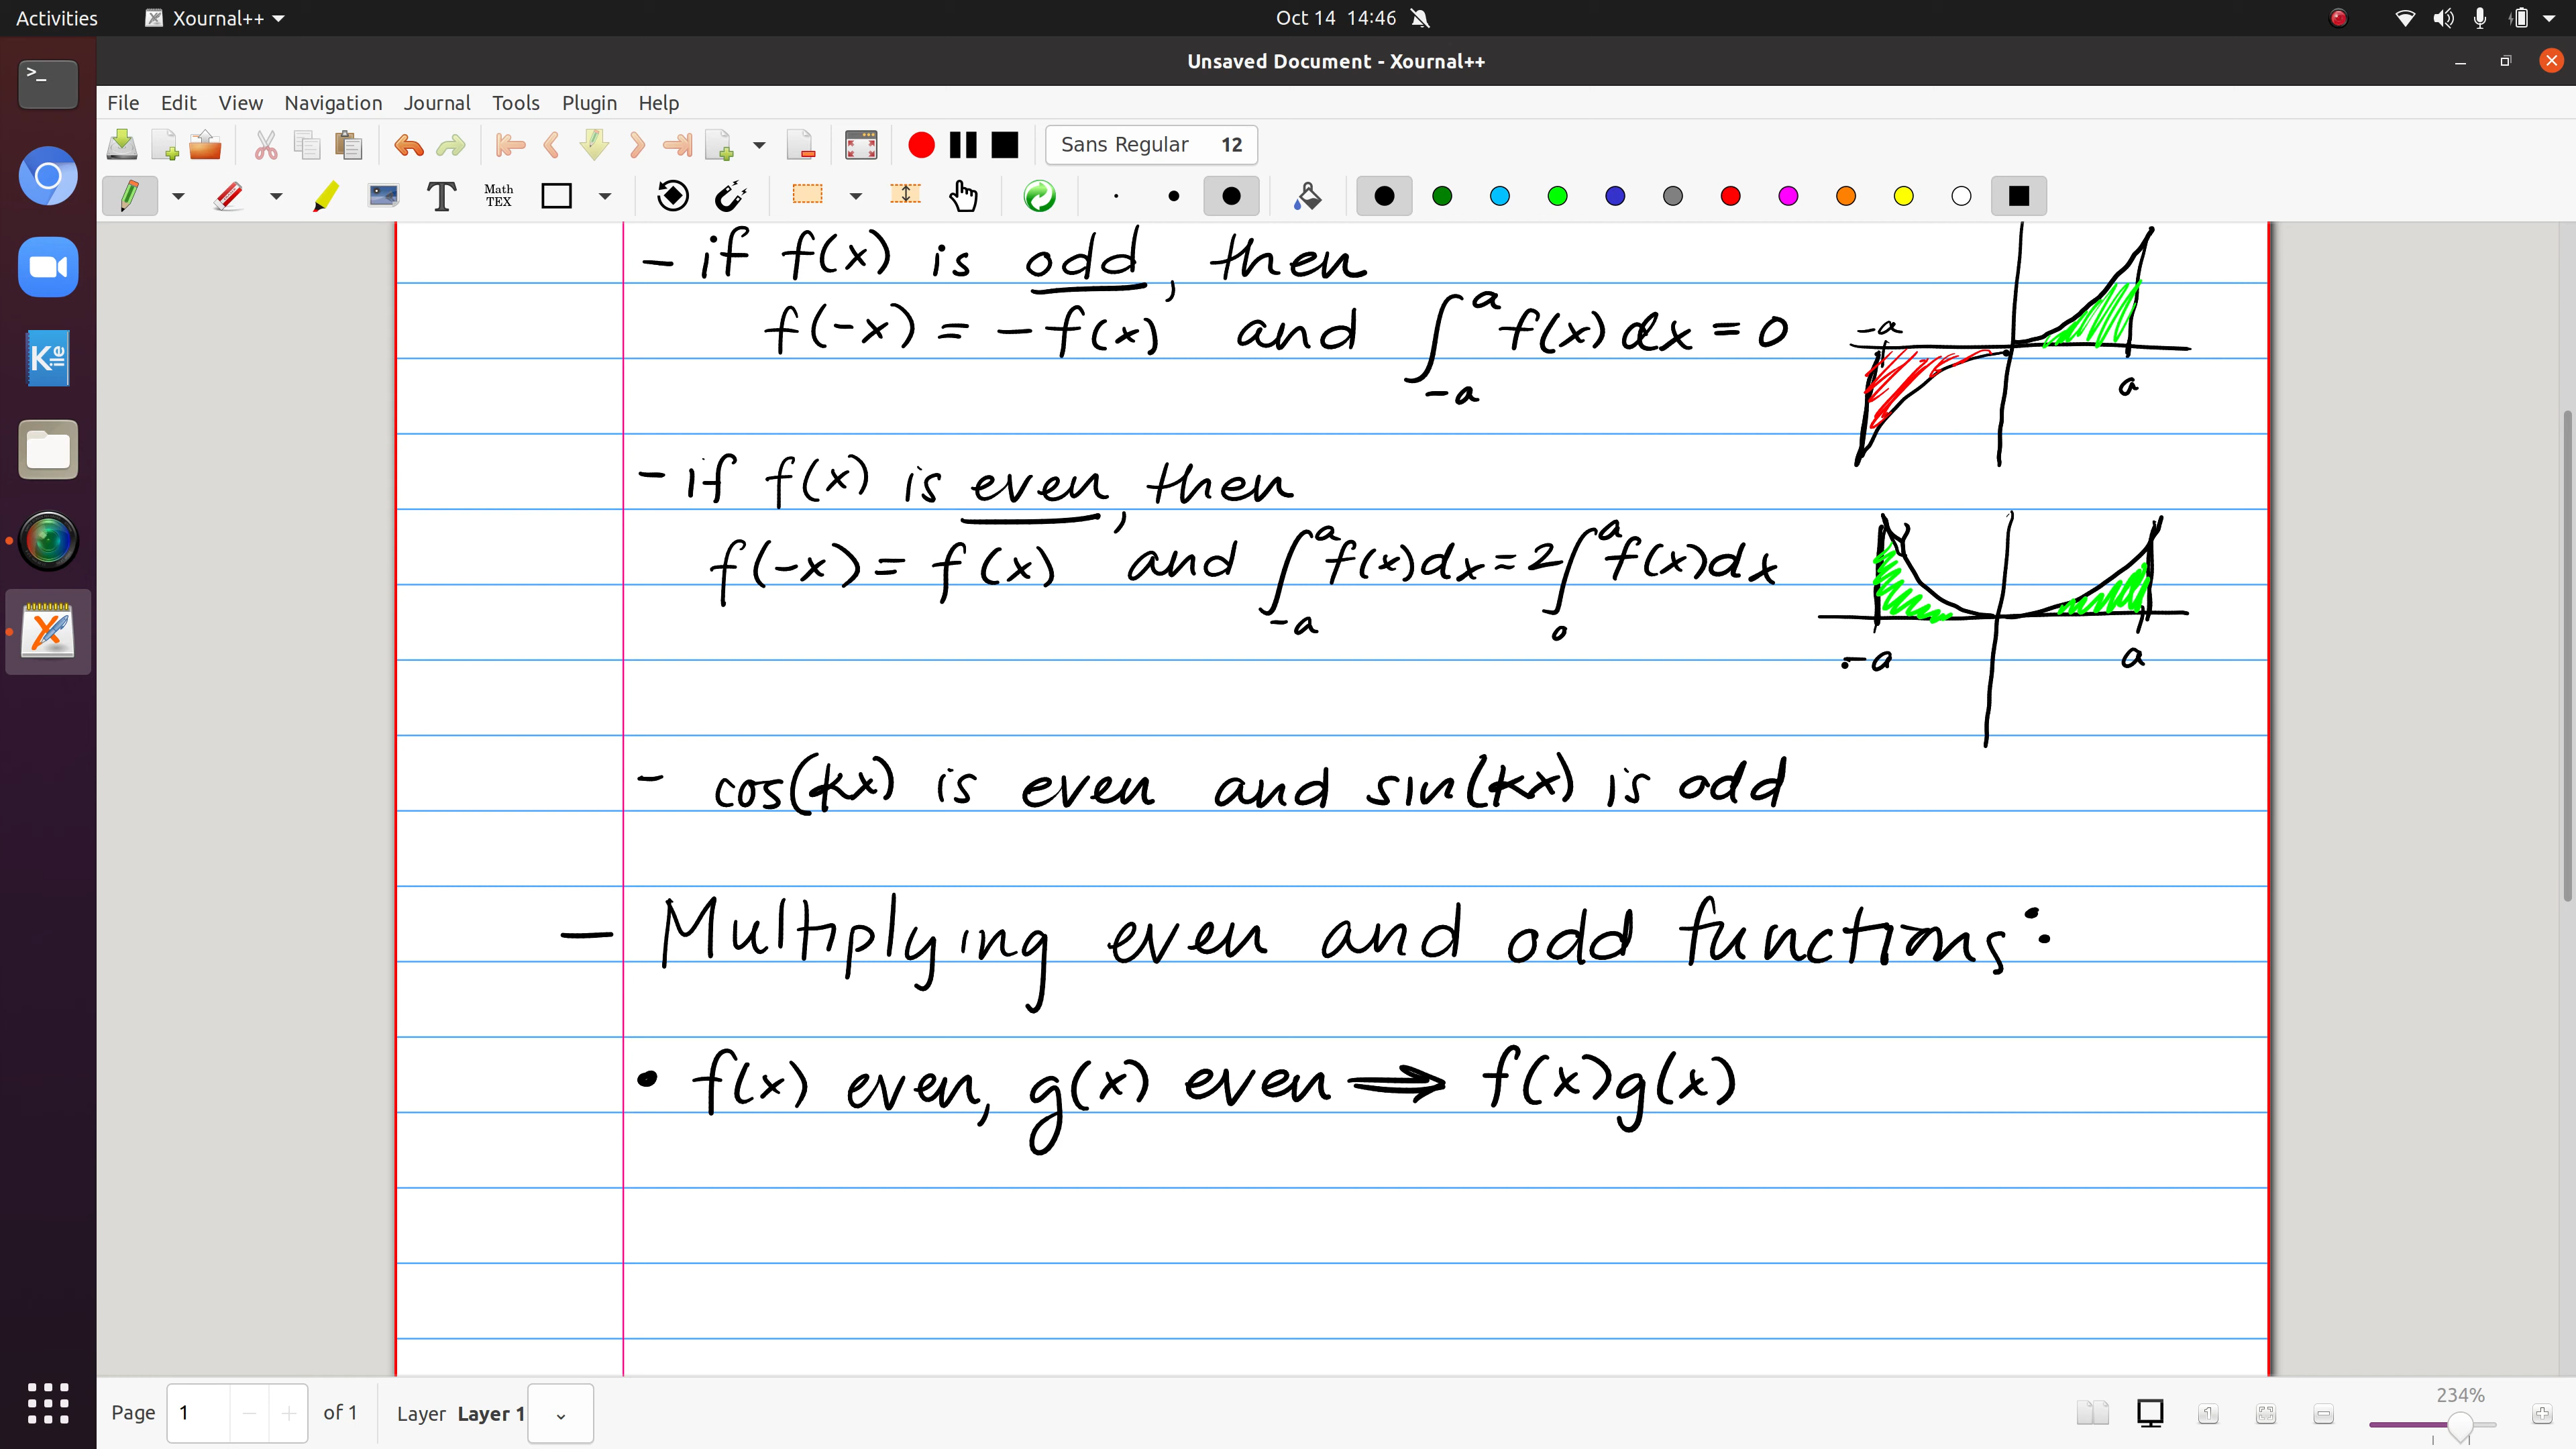 Activities Xournal++ Oct 14 14:46
Unsaved Document - Xournal++
File Edit View Navigation Journal Tools Plugin Help
Sans Regular 12
Math TEX
- if f(x) is odd, then
f(-x) = -f(x) and ∫_{-a}^{a} f(x) dx = 0
-a
a
- if f(x) is even, then
f(-x) = f(x) and ∫_{-a}^{a} f(x) dx = 2 ∫_{0}^{a} f(x) dx
-a
a
- cos(kx) is even and sin(kx) is odd
- Multiplying even and odd functions:
• f(x) even, g(x) even ⟹ f(x)g(x)
Page 1 of 1 Layer Layer 1 234%